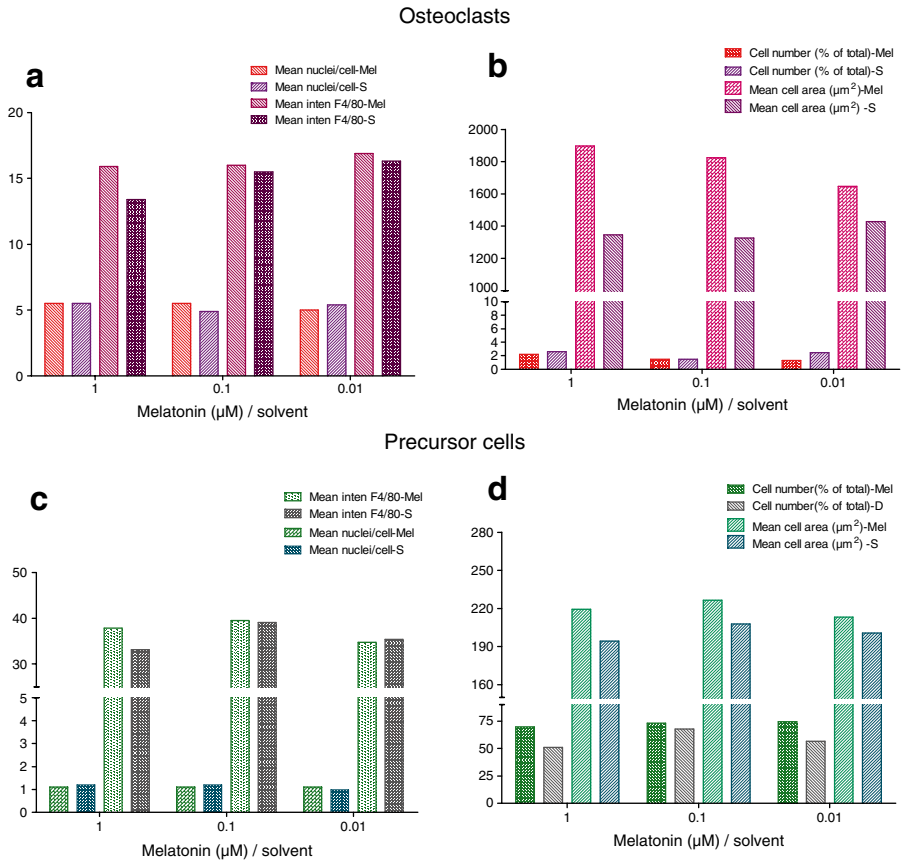 Osteoclasts
a
Mean nuclei/cell-Mel
Mean nuclei/cell-S
Mean inten F4/80-Mel
Mean inten F4/80-S
20
15
10
5
0
1
0.1
0.01
Melatonin (µM) / solvent
b
Cell number (% of total)-Mel
Cell number (% of total)-S
Mean cell area (µm²)-Mel
Mean cell area (µm²) -S
2000
1800
1600
1400
1200
1000
10
8
6
4
2
0
1
0.1
0.01
Melatonin (µM) / solvent
Precursor cells
c
Mean inten F4/80-Mel
Mean inten F4/80-S
Mean nuclei/cell-Mel
Mean nuclei/cell-S
50
40
30
5
4
3
2
1
0
1
0.1
0.01
Melatonin (µM) / solvent
d
Cell number(% of total)-Mel
Cell number(% of total)-D
Mean cell area (µm²)-Mel
Mean cell area (µm²) -S
280
250
220
190
160
75
50
25
0
1
0.1
0.01
Melatonin (µM) / solvent